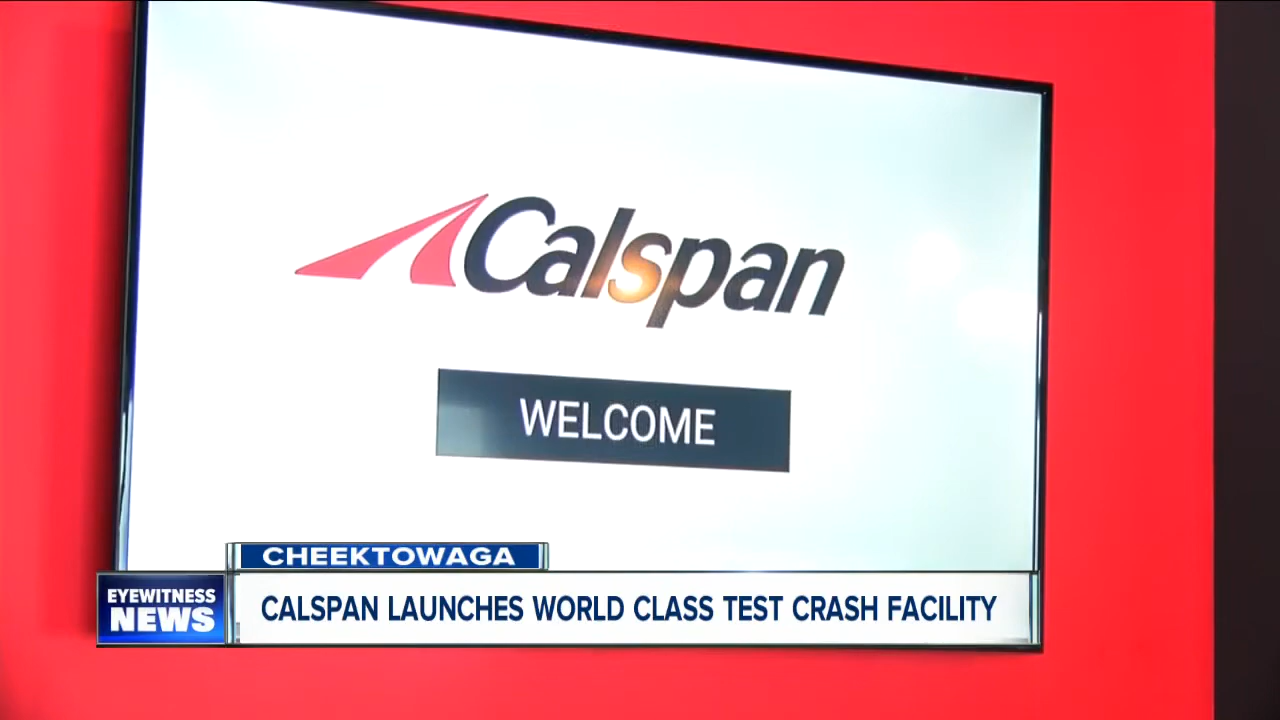 Calspan
WELCOME
CHEEKTOWAGA
EYEWITNESS
NEWS
CALSPAN LAUNCHES WORLD CLASS TEST CRASH FACILITY